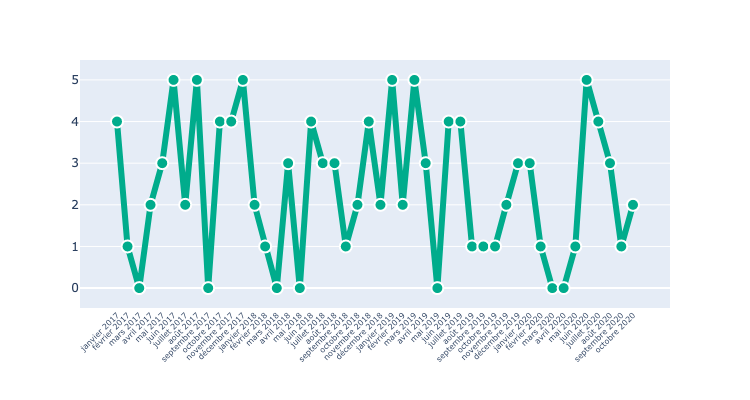 5
4
3
2
1
0
janvier 2017
février 2017
mars 2017
avril 2017
mai 2017
juin 2017
juillet 2017
août 2017
septembre 2017
octobre 2017
novembre 2017
décembre 2017
janvier 2018
février 2018
mars 2018
avril 2018
mai 2018
juin 2018
juillet 2018
août 2018
septembre 2018
octobre 2018
novembre 2018
décembre 2018
janvier 2019
février 2019
mars 2019
avril 2019
mai 2019
juin 2019
juillet 2019
août 2019
septembre 2019
octobre 2019
novembre 2019
décembre 2019
janvier 2020
février 2020
mars 2020
avril 2020
mai 2020
juin 2020
juillet 2020
août 2020
septembre 2020
octobre 2020